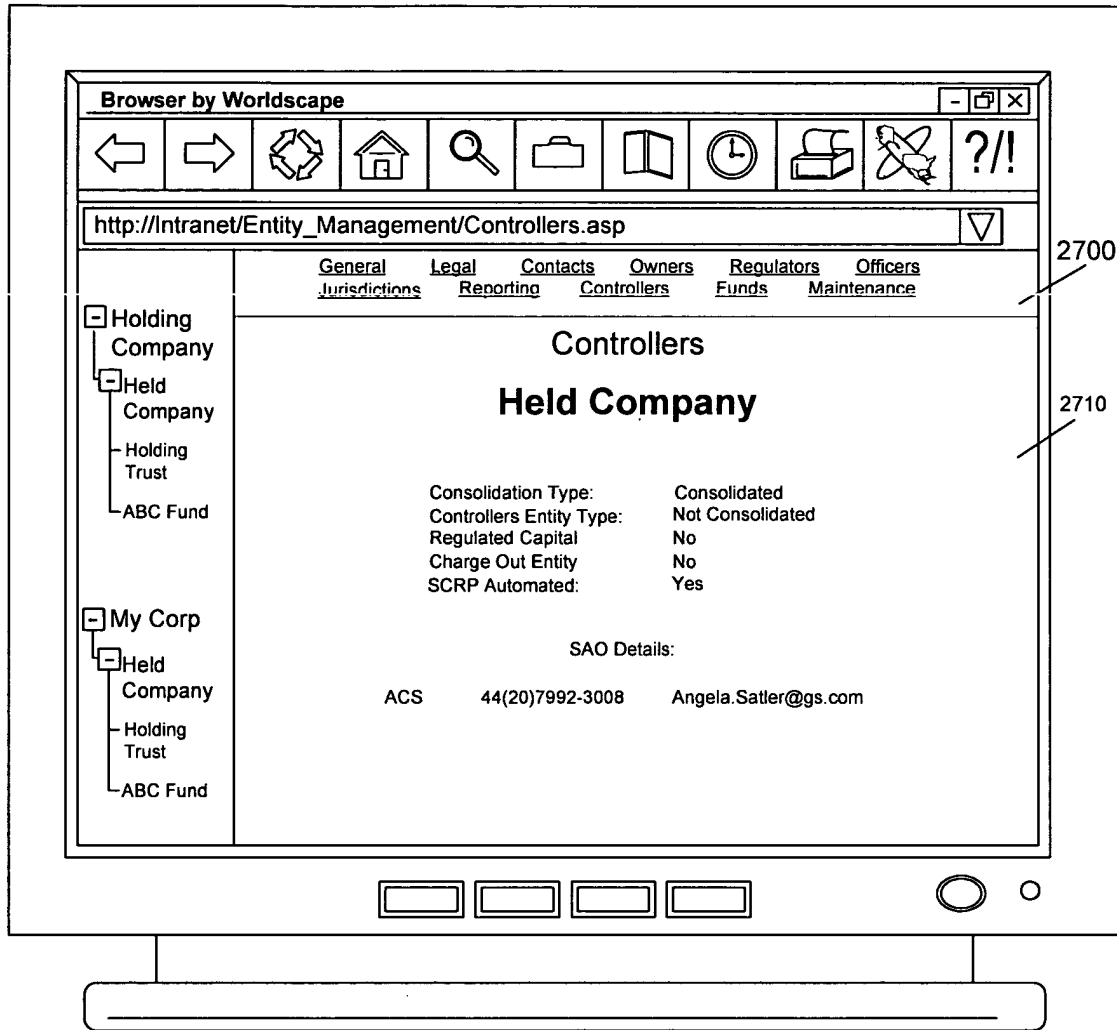 Browser by Worldscape
?/!
http://Intranet/Entity_Management/Controllers.asp
General Legal Contacts Owners Regulators Officers
Jurisdictions Reporting Controllers Funds Maintenance
2700
Holding
Company
Held
Company
Holding
Trust
ABC Fund
My Corp
Held
Company
Holding
Trust
ABC Fund
Controllers
Held Company
2710
Consolidation Type: Consolidated
Controllers Entity Type: Not Consolidated
Regulated Capital No
Charge Out Entity No
SCRP Automated: Yes
SAO Details:
ACS 44(20)7992-3008 Angela.Satler@gs.com